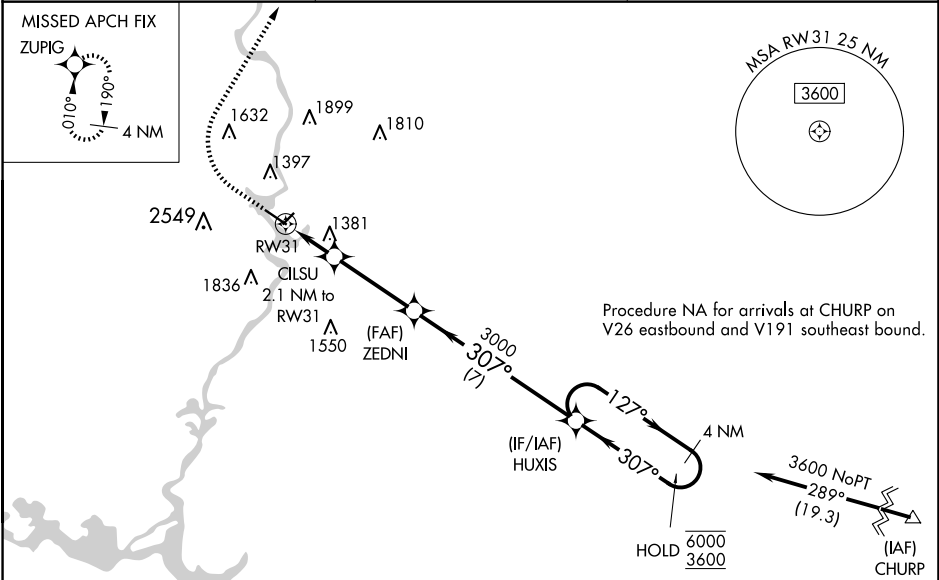 MISSED APCH FIX
ZUPIG
010°
190°
4 NM
MSA RW31 25 NM
3600
1632
1899
1810
1397
2549
1381
RW31
1836
CILSU
2.1 NM to
RW31
1550
(FAF)
ZEDNI
3000
307°
(7)
Procedure NA for arrivals at CHURP on
V26 eastbound and V191 southeast bound.
(IF/IAF)
HUXIS
127°
307°
4 NM
HOLD 6000
3600
3600 NoPT
289°
(19.3)
(IAF)
CHURP